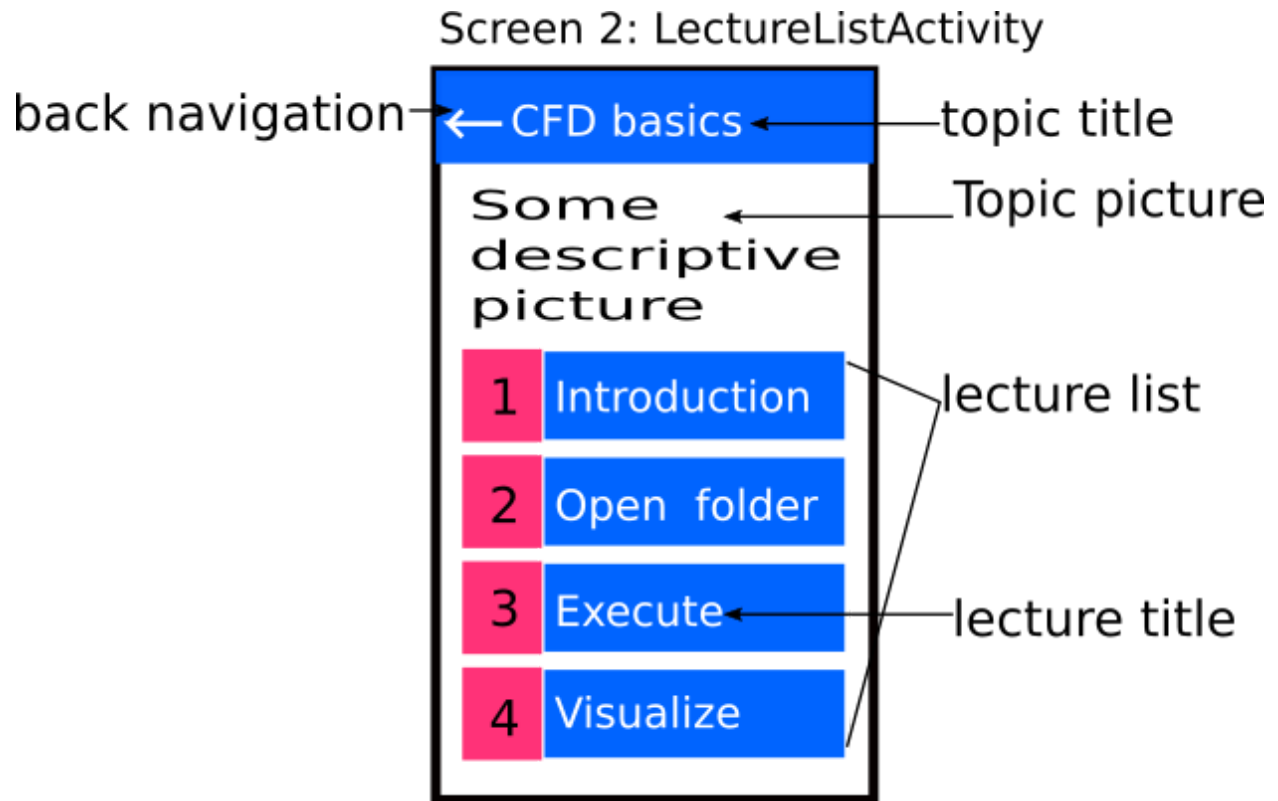 Screen 2: LectureListActivity
back navigation
CFD basics
topic title
Topic picture
Some
descriptive
picture
1 Introduction
lecture list
2 Open folder
3 Execute
lecture title
4 Visualize